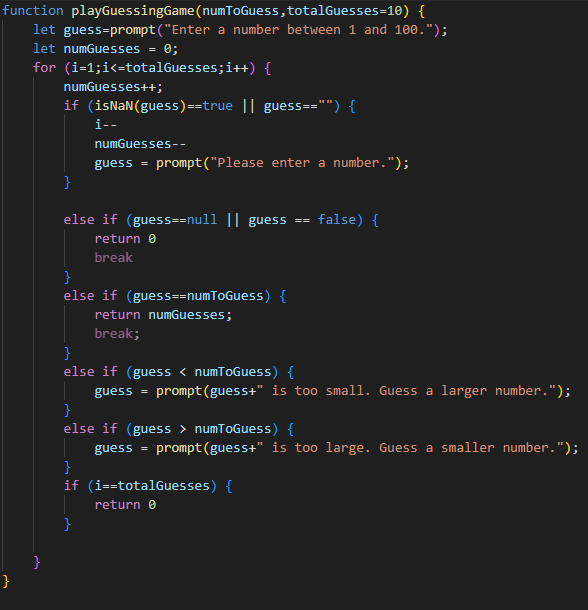 function playGuessingGame(numToGuess,totalGuesses=10) {
    let guess=prompt("Enter a number between 1 and 100.");
    let numGuesses = 0;
    for (i=1;i<=totalGuesses;i++) {
        numGuesses++;
        if (isNaN(guess)==true || guess=="") {
            i--
            numGuesses--
            guess = prompt("Please enter a number.");
        }

        else if (guess==null || guess == false) {
            return 0
            break
        }
        else if (guess==numToGuess) {
            return numGuesses;
            break;
        }
        else if (guess < numToGuess) {
            guess = prompt(guess+" is too small. Guess a larger number.");
        }
        else if (guess > numToGuess) {
            guess = prompt(guess+" is too large. Guess a smaller number.");
        }
        if (i==totalGuesses) {
            return 0
        }

    }
}